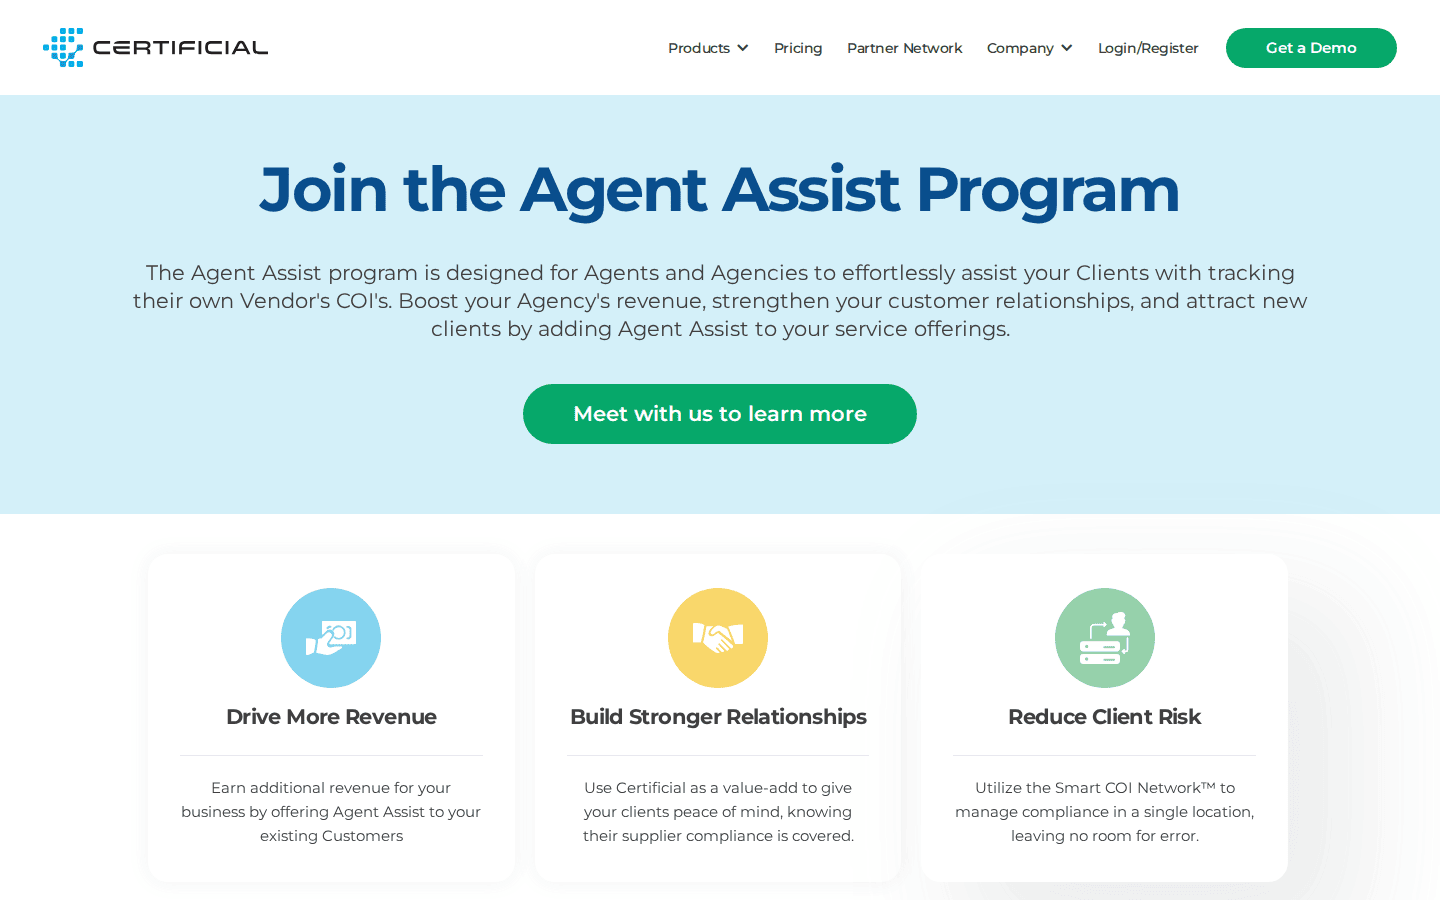 CERTIFICIAL
Products
Pricing
Partner Network
Company
Login/Register
Get a Demo
Join the Agent Assist Program
The Agent Assist program is designed for Agents and Agencies to effortlessly assist your Clients with tracking
their own Vendor's COI's. Boost your Agency's revenue, strengthen your customer relationships, and attract new
clients by adding Agent Assist to your service offerings.
Meet with us to learn more
Drive More Revenue
Earn additional revenue for your
business by offering Agent Assist to your
existing Customers
Build Stronger Relationships
Use Certificial as a value-add to give
your clients peace of mind, knowing
their supplier compliance is covered.
Reduce Client Risk
Utilize the Smart COI Network™ to
manage compliance in a single location,
leaving no room for error.